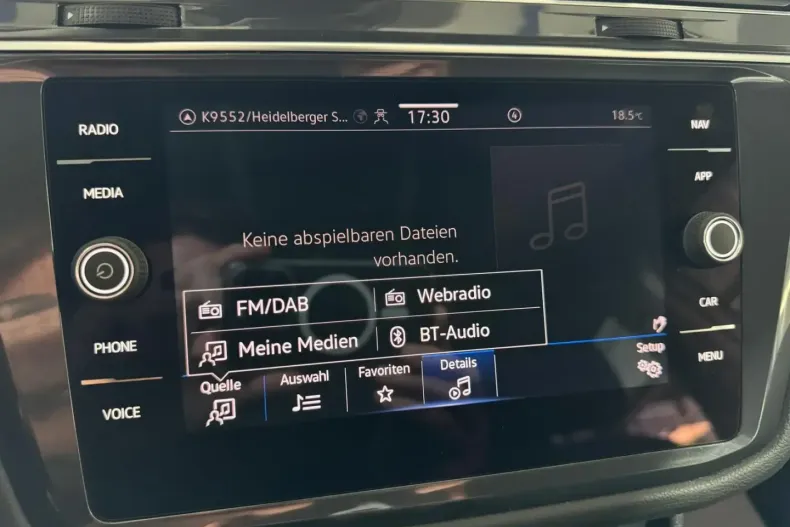 RADIO
MEDIA
PHONE
VOICE
K9552/Heidelberger S...
17:30
4
18.5°C
Keine abspielbaren Dateien
vorhanden.
FM/DAB
Webradio
Meine Medien
BT-Audio
Quelle
Auswahl
Favoriten
Details
Setup
NAV
APP
CAR
MENU